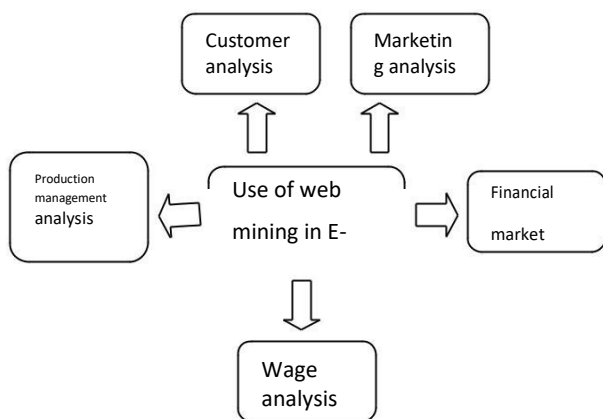 Customer
analysis
Marketin
g analysis
Production
management
analysis
Use of web
mining in E-
Financial
market
Wage
analysis